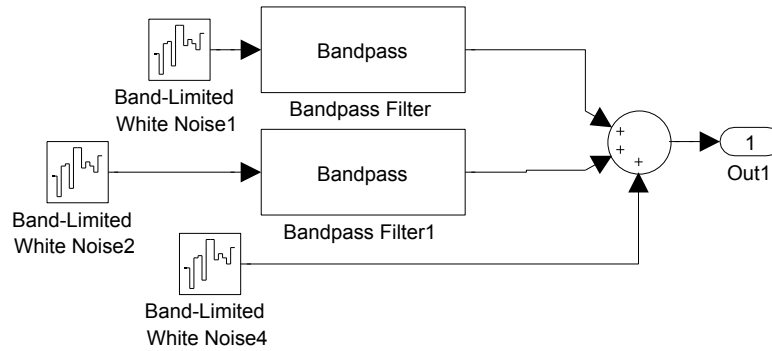 Bandpass
Band-Limited
White Noise1
Bandpass Filter
+
+
+
1
Out1
Bandpass
Band-Limited
White Noise2
Bandpass Filter1
Band-Limited
White Noise4